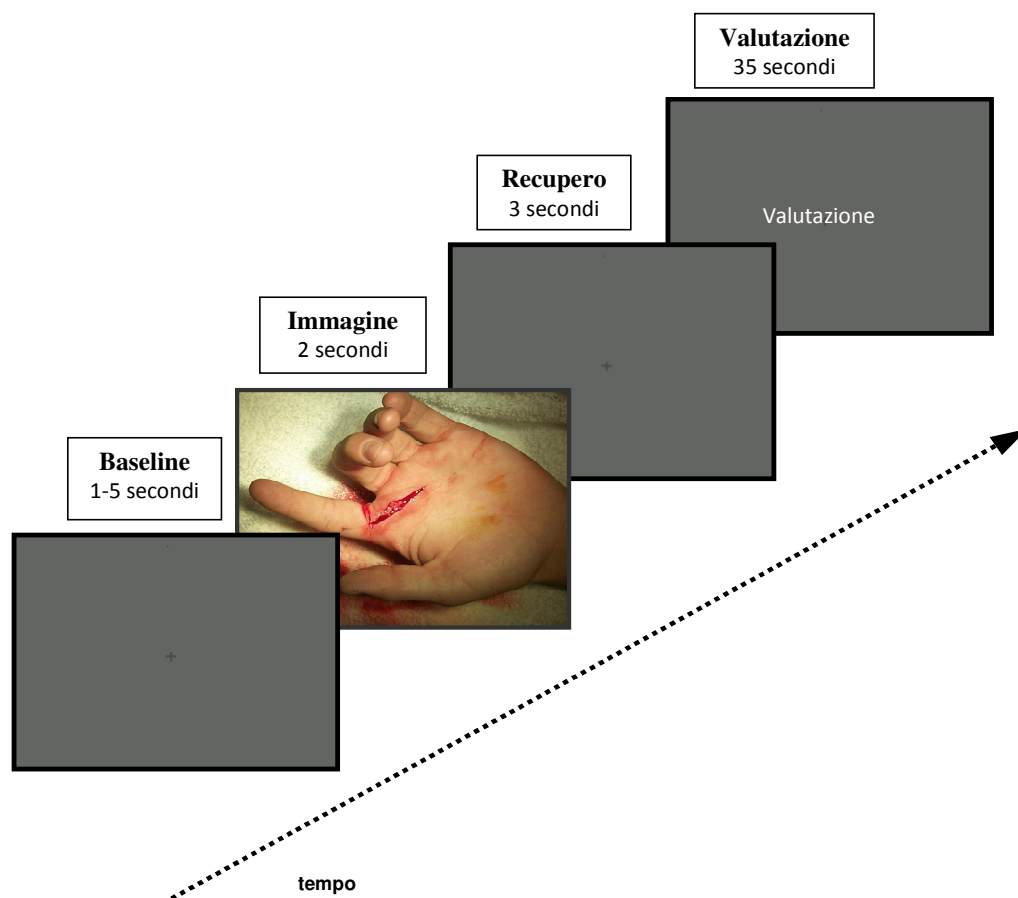 Valutazione
35 secondi
Recupero
3 secondi
Valutazione
Immagine
2 secondi
Baseline
1-5 secondi
tempo